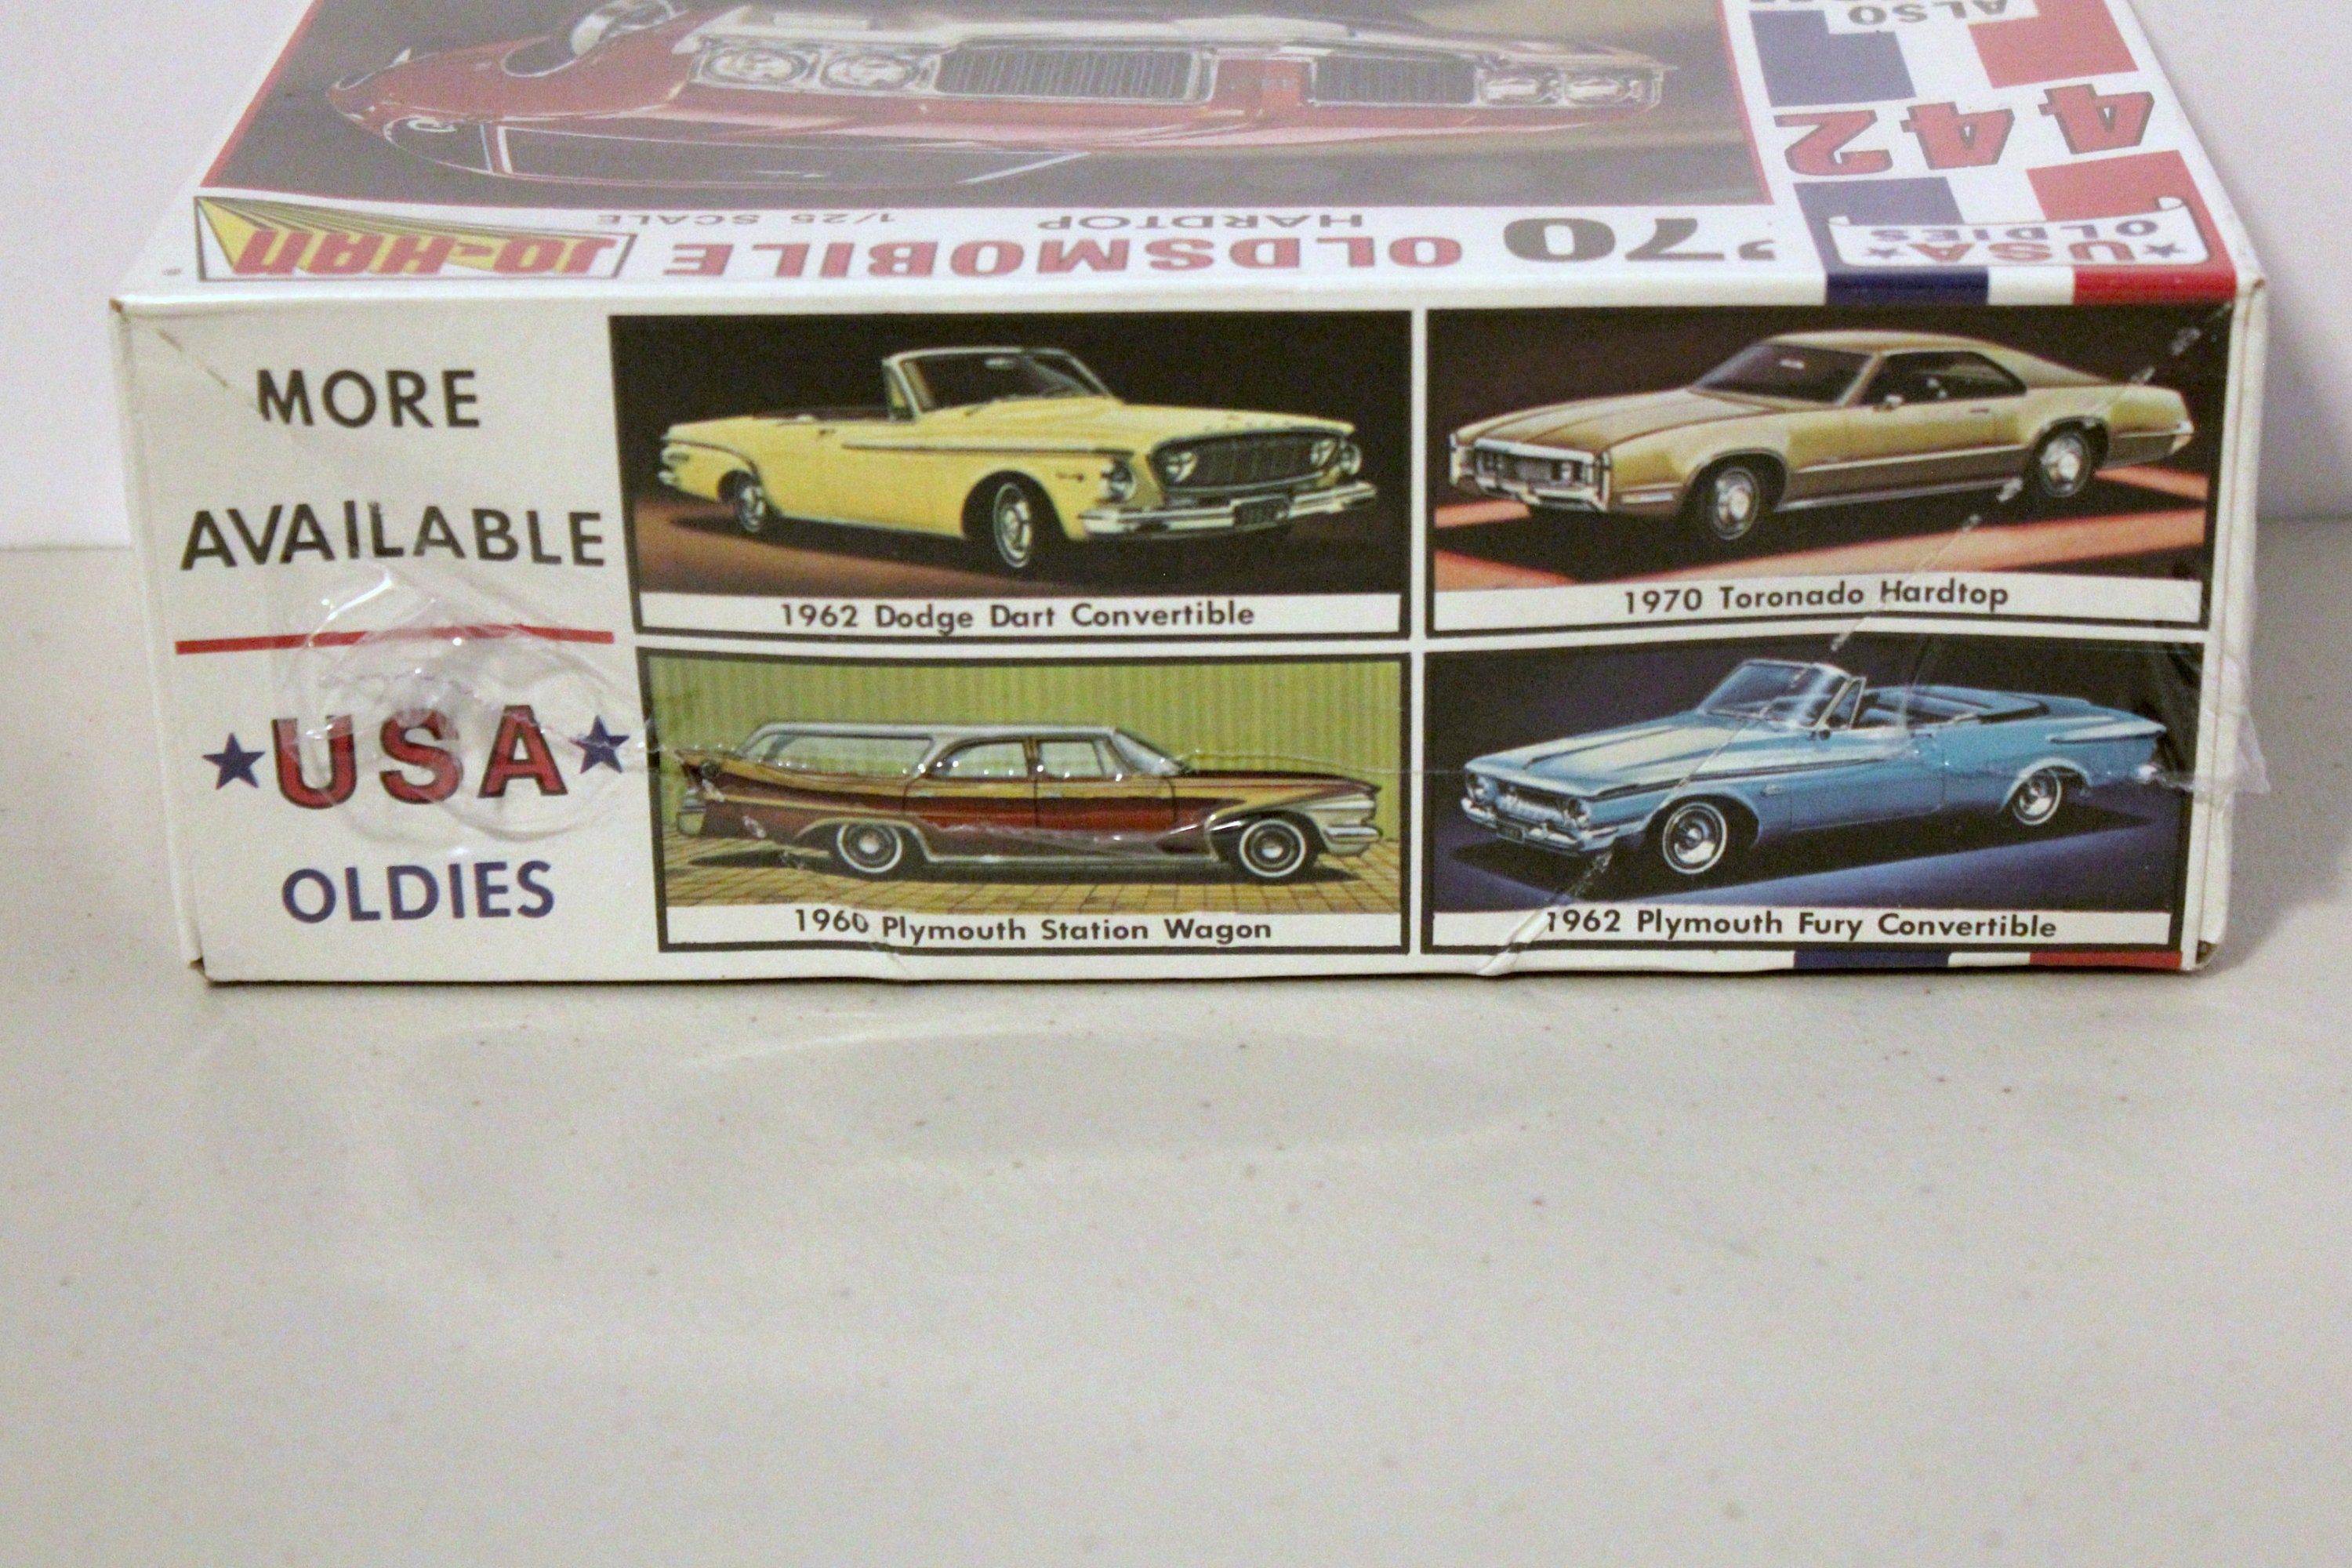 ALSO
442
USA
OLDIES
'70 OLDSMOBILE
HARDTOP
1/25 SCALE
JO-HAN
MORE
AVAILABLE
USA
OLDIES
1962 Dodge Dart Convertible
1970 Toronado Hardtop
1960 Plymouth Station Wagon
1962 Plymouth Fury Convertible